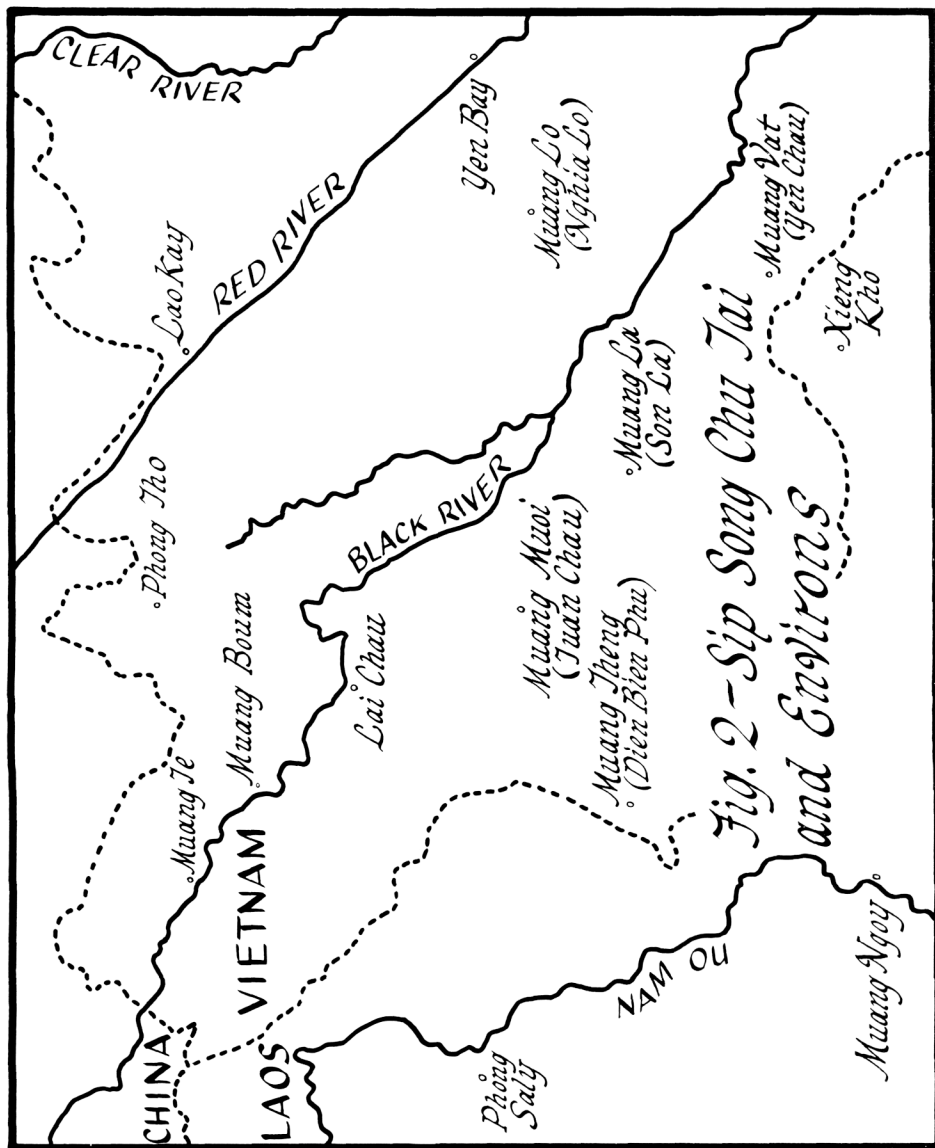 CLEAR RIVER
CHINA
Phong Tho
Lao Kay
Muang Te
RED RIVER
VIETNAM
Muang Boum
LAOS
Lai Chau
BLACK RIVER
Yen Bay
Phong
Saly
Muang Muoi
(Tuan Chau)
Muang Lo
(Nghia Lo)
Muang Theng
(Dien Bien Phu)
Muang La
(Son La)
NAM OU
Muang Vat
(Yen Chau)
Fig. 2-Sip Song Chu Tai
and Environs
Xieng
Kho
Muang Ngoy